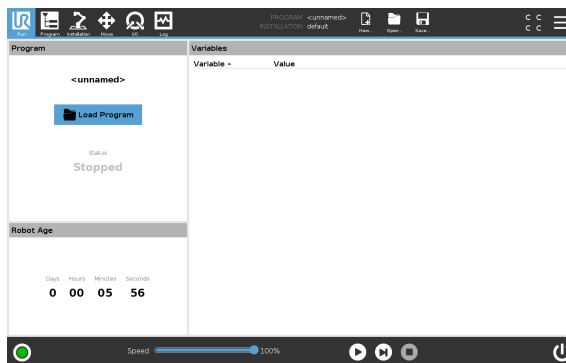 UR
Run
Program
Installation
Move
I/O
Log
PROGRAM <unnamed>
INSTALLATION default
New...
Open...
Save...
C C
C C
Program
<unnamed>
Load Program
Status
Stopped
Robot Age
Days Hours Minutes Seconds
0 00 05 56
Variables
Variable Value
Speed 100%